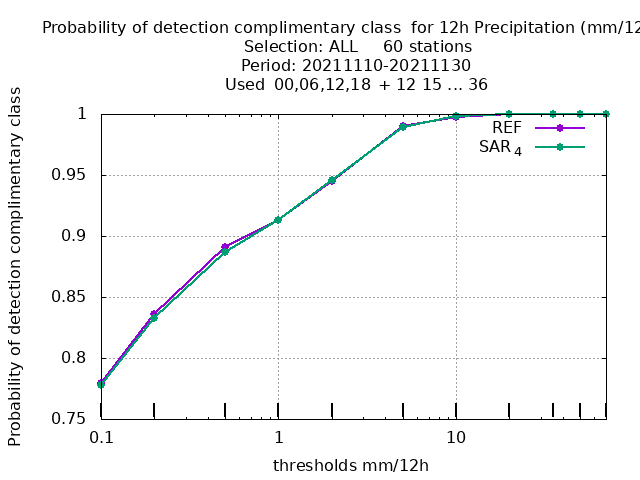 Probability of detection complimentary class  for 12h Precipitation (mm/12
Selection: ALL     60 stations
Period: 20211110-20211130
Used  00,06,12,18  + 12 15 ... 36
Probability of detection complimentary class
1
0.95
0.9
0.85
0.8
0.75
REF
SAR 4
0.1
1
10
thresholds mm/12h